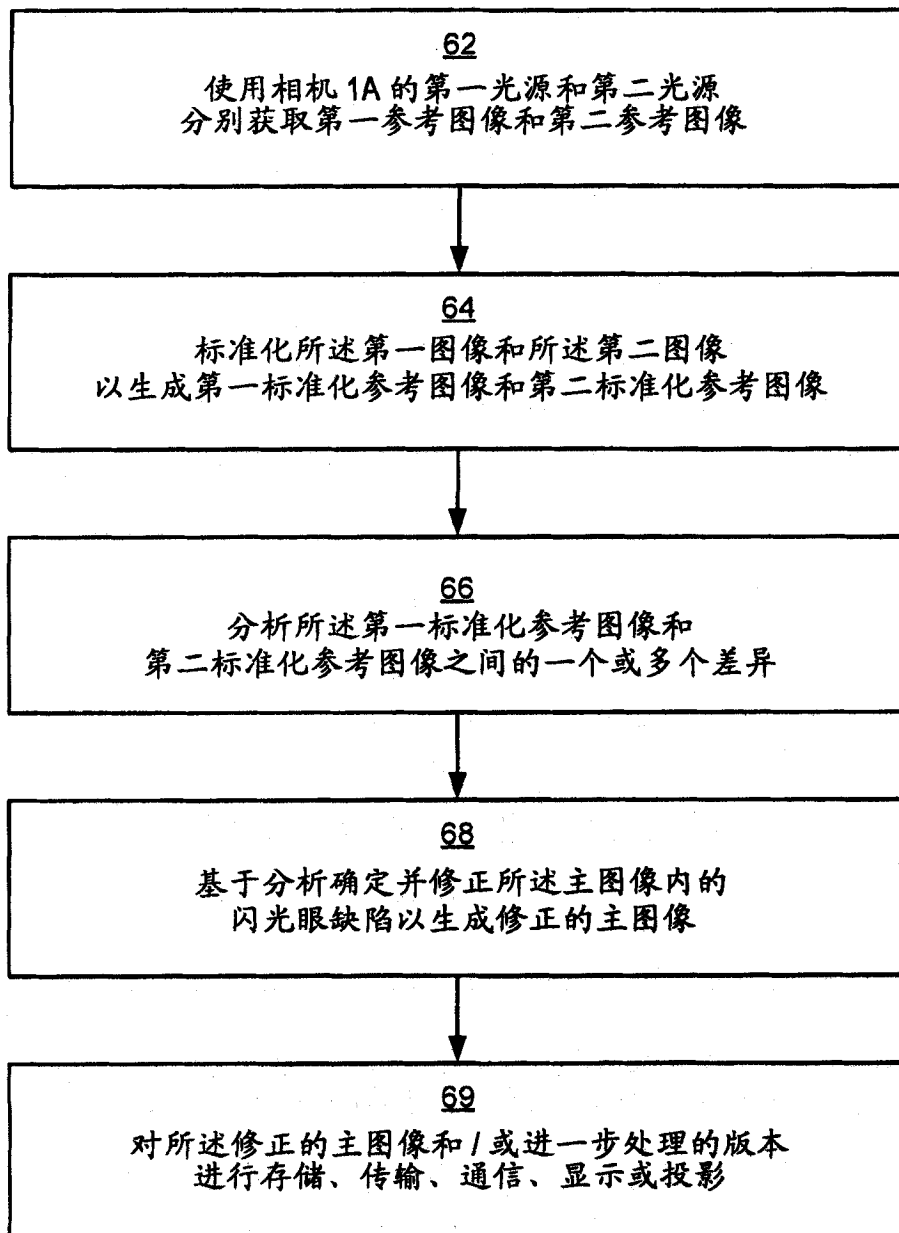 62
使用相机 1A 的第一光源和第二光源
分别获取第一参考图像和第二参考图像
64
标准化所述第一图像和所述第二图像
以生成第一标准化参考图像和第二标准化参考图像
66
分析所述第一标准化参考图像和
第二标准化参考图像之间的一个或多个差异
68
基于分析确定并修正所述主图像内的
闪光眼缺陷以生成修正的主图像
69
对所述修正的主图像和 / 或进一步处理的版本
进行存储、传输、通信、显示或投影